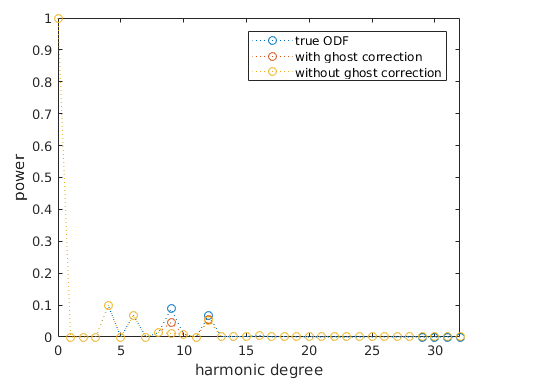 1
0.9
0.8
0.7
0.6
0.5
0.4
0.3
0.2
0.1
0
power
true ODF
with ghost correction
without ghost correction
0 5 10 15 20 25 30
harmonic degree